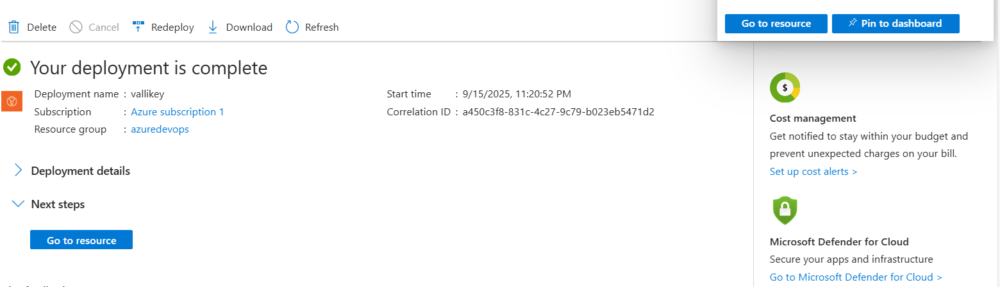 Go to resource
Pin to dashboard
Delete Cancel Redeploy Download Refresh
Your deployment is complete
Deployment name : vallikey
Subscription : Azure subscription 1
Resource group : azuredevops
Start time : 9/15/2025, 11:20:52 PM
Correlation ID : a450c3f8-831c-4c27-9c79-b023eb5471d2
Deployment details
Next steps
Go to resource
$
Cost management
Get notified to stay within your budget and
prevent unexpected charges on your bill.
Set up cost alerts >
Microsoft Defender for Cloud
Secure your apps and infrastructure
Go to Microsoft Defender for Cloud >